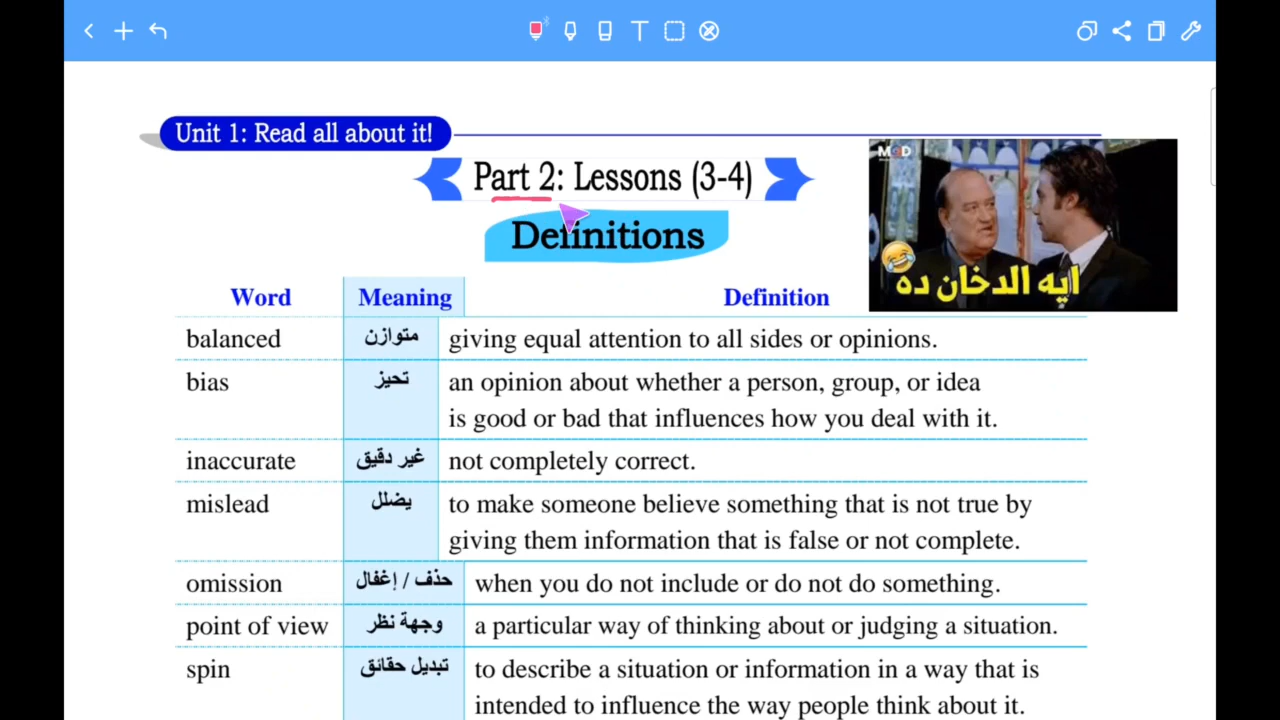 Unit 1: Read all about it!
Part 2: Lessons (3-4)
Definitions
ايه الدخان ده
Word Meaning Definition
balanced متوازن giving equal attention to all sides or opinions.
bias تحيز an opinion about whether a person, group, or idea
is good or bad that influences how you deal with it.
inaccurate غير دقيق not completely correct.
mislead يضلل to make someone believe something that is not true by
giving them information that is false or not complete.
omission حذف / إغفال when you do not include or do not do something.
point of view وجهة نظر a particular way of thinking about or judging a situation.
spin تبديل حقائق to describe a situation or information in a way that is
intended to influence the way people think about it.